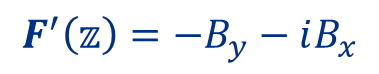 F′(𝕫) = −B_y − iB_x